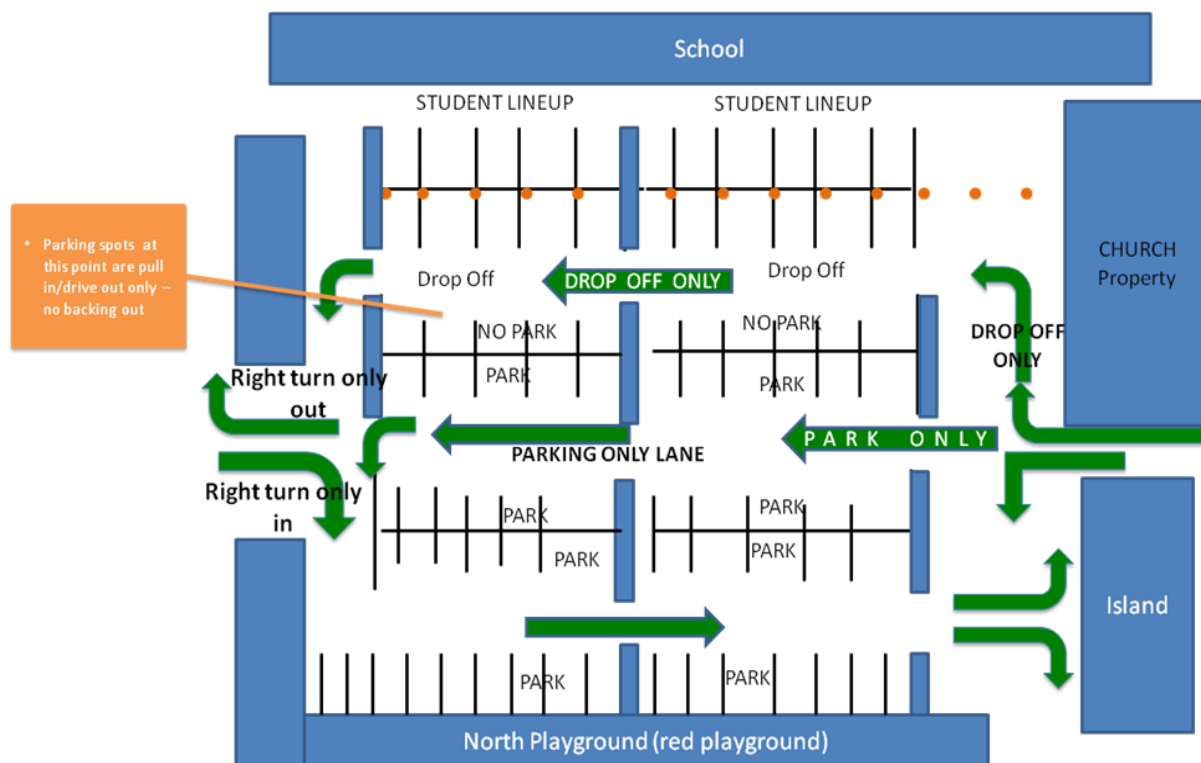 School
STUDENT LINEUP
STUDENT LINEUP
• Parking spots at
this point are pull
in/drive out only –
no backing out
CHURCH
Property
Drop Off
DROP OFF ONLY
Drop Off
NO PARK
NO PARK
DROP OFF
ONLY
PARK
PARK
Right turn only
out
PARK ONLY
PARKING ONLY LANE
Right turn only
in
PARK
PARK
PARK
PARK
Island
PARK
PARK
North Playground (red playground)